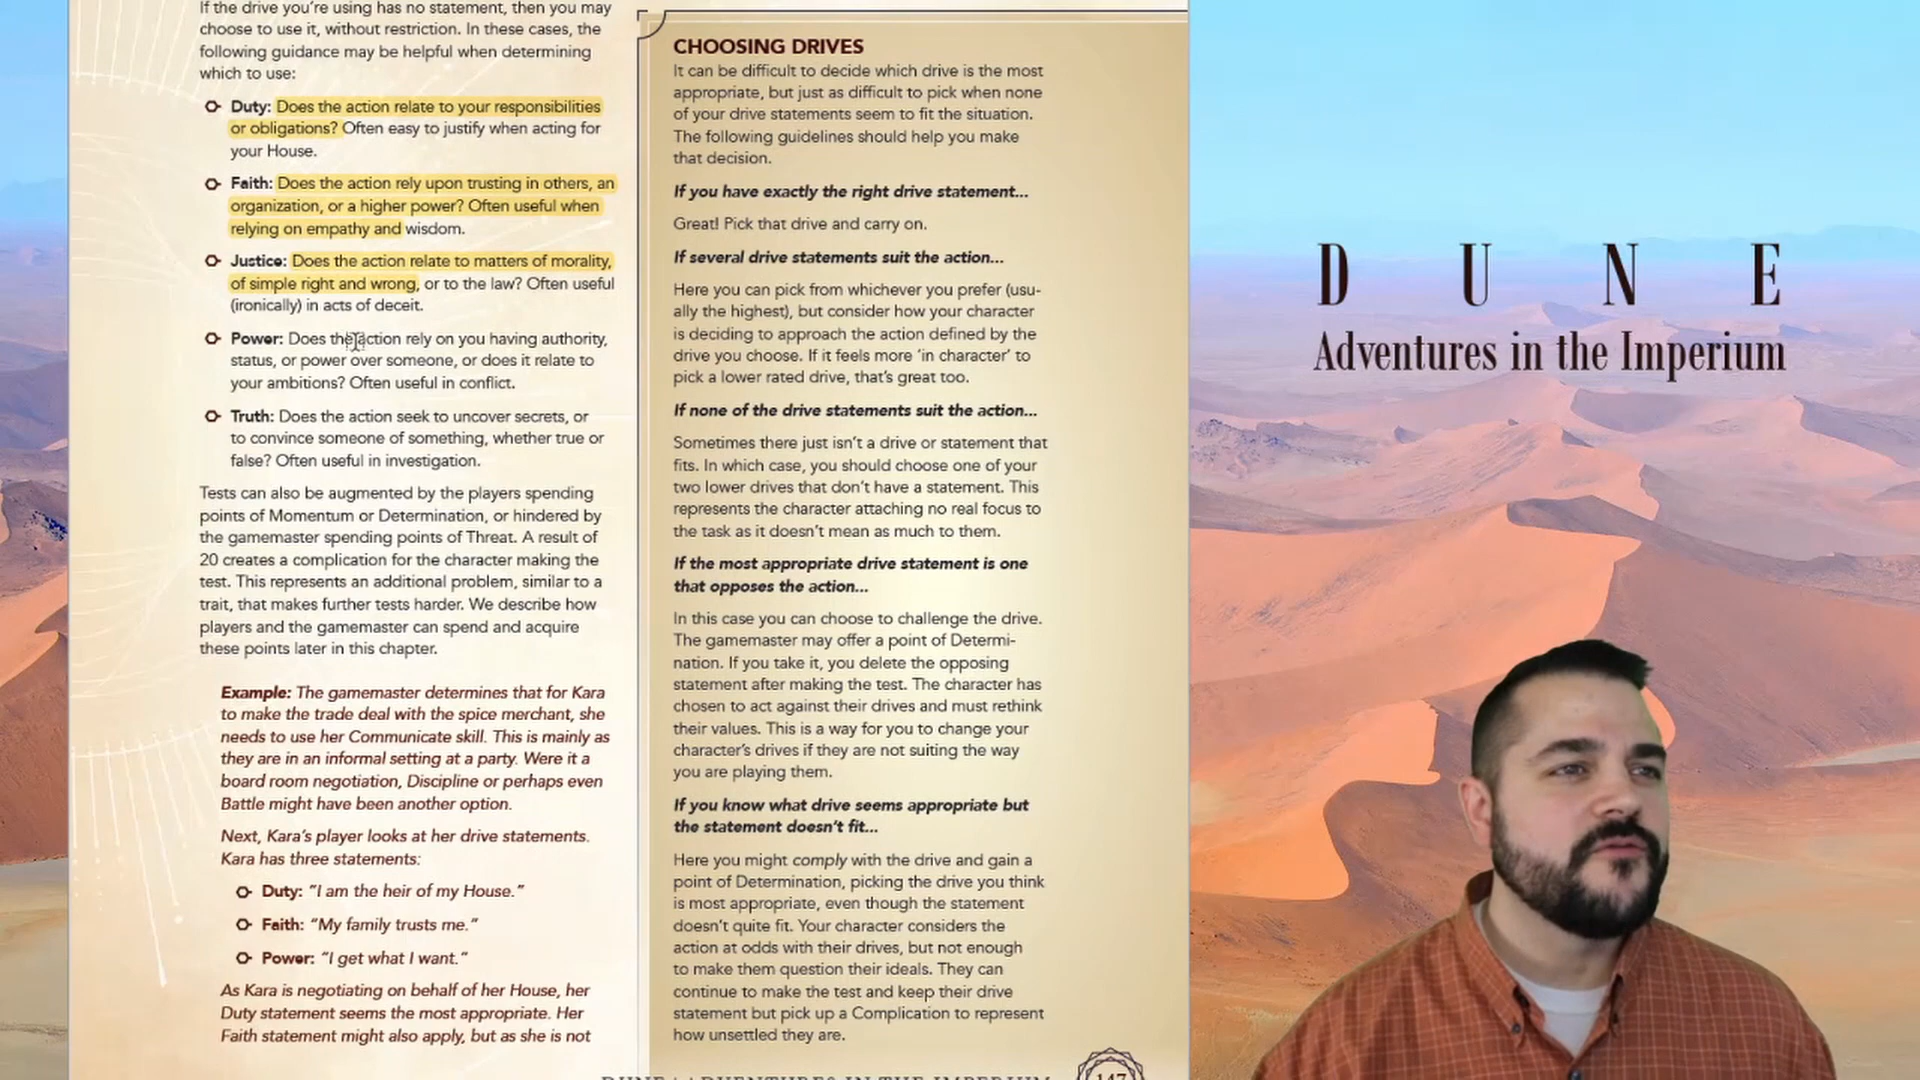 If the drive you're using has no statement, then you may
choose to use it, without restriction. In these cases, the
following guidance may be helpful when determining
which to use:
Duty: Does the action relate to your responsibilities
or obligations? Often easy to justify when acting for
your House.
Faith: Does the action rely upon trusting in others, an
organization, or a higher power? Often useful when
relying on empathy and wisdom.
Justice: Does the action relate to matters of morality,
of simple right and wrong, or to the law? Often useful
(ironically) in acts of deceit.
Power: Does the action rely on you having authority,
status, or power over someone, or does it relate to
your ambitions? Often useful in conflict.
Truth: Does the action seek to uncover secrets, or
to convince someone of something, whether true or
false? Often useful in investigation.
Tests can also be augmented by the players spending
points of Momentum or Determination, or hindered by
the gamemaster spending points of Threat. A result of
20 creates a complication for the character making the
test. This represents an additional problem, similar to a
trait, that makes further tests harder. We describe how
players and the gamemaster can spend and acquire
these points later in this chapter.
Example: The gamemaster determines that for Kara
to make the trade deal with the spice merchant, she
needs to use her Communicate skill. This is mainly as
they are in an informal setting at a party. Were it a
board room negotiation, Discipline or perhaps even
Battle might have been another option.
Next, Kara's player looks at her drive statements.
Kara has three statements:
Duty: "I am the heir of my House."
Faith: "My family trusts me."
Power: "I get what I want."
As Kara is negotiating on behalf of her House, her
Duty statement seems the most appropriate. Her
Faith statement might also apply, but as she is not
CHOOSING DRIVES
It can be difficult to decide which drive is the most
appropriate, but just as difficult to pick when none
of your drive statements seem to fit the situation.
The following guidelines should help you make
that decision.
If you have exactly the right drive statement...
Great! Pick that drive and carry on.
If several drive statements suit the action...
Here you can pick from whichever you prefer (usu-
ally the highest), but consider how your character
is deciding to approach the action defined by the
drive you choose. If it feels more 'in character' to
pick a lower rated drive, that's great too.
If none of the drive statements suit the action...
Sometimes there just isn't a drive or statement that
fits. In which case, you should choose one of your
two lower drives that don't have a statement. This
represents the character attaching no real focus to
the task as it doesn't mean as much to them.
If the most appropriate drive statement is one
that opposes the action...
In this case you can choose to challenge the drive.
The gamemaster may offer a point of Determi-
nation. If you take it, you delete the opposing
statement after making the test. The character has
chosen to act against their drives and must rethink
their values. This is a way for you to change your
character's drives if they are not suiting the way
you are playing them.
If you know what drive seems appropriate but
the statement doesn't fit...
Here you might comply with the drive and gain a
point of Determination, picking the drive you think
is most appropriate, even though the statement
doesn't quite fit. Your character considers the
action at odds with their drives, but not enough
to make them question their ideals. They can
continue to make the test and keep their drive
statement but pick up a Complication to represent
how unsettled they are.
DUNE: ADVENTURES IN THE IMPERIUM
147
DUNE
Adventures in the Imperium